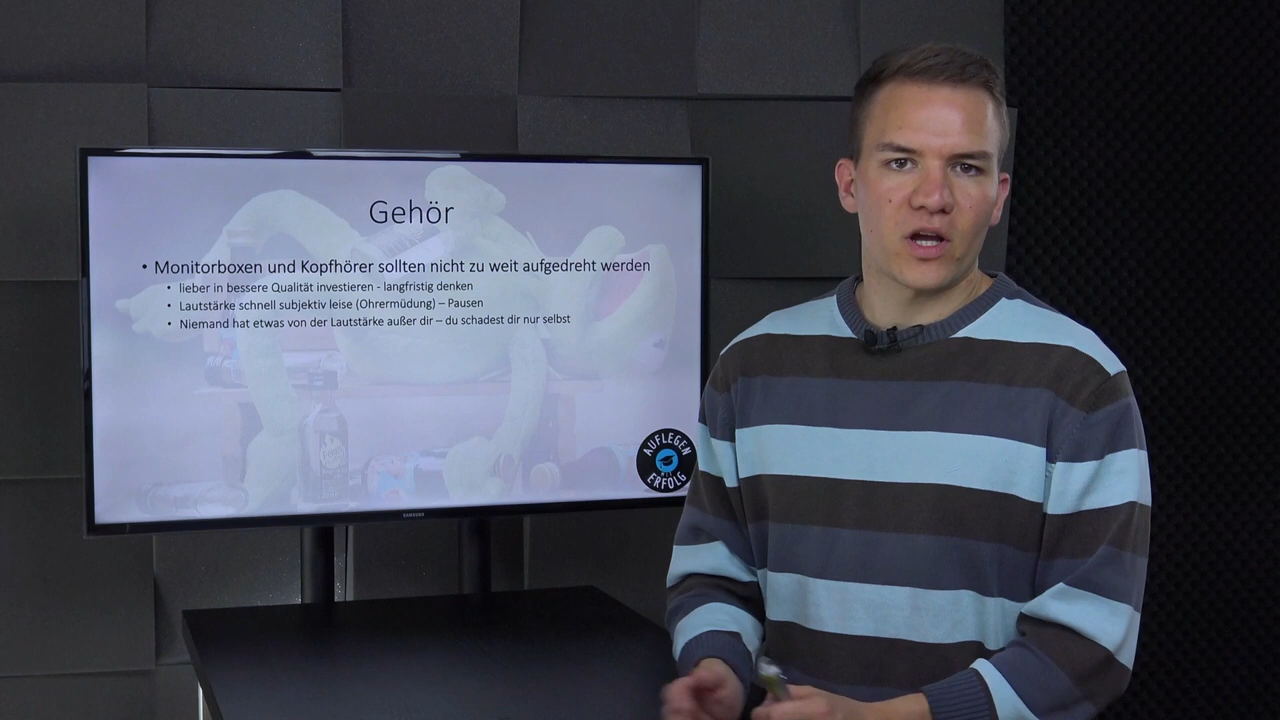 Gehör
• Monitorboxen und Kopfhörer sollten nicht zu weit aufgedreht werden
• lieber in bessere Qualität investieren - langfristig denken
• Lautstärke schnell subjektiv leise (Ohrermüdung) – Pausen
• Niemand hat etwas von der Lautstärke außer dir – du schadest dir nur selbst
AUFLEGEN
MIT
ERFOLG
SAMSUNG